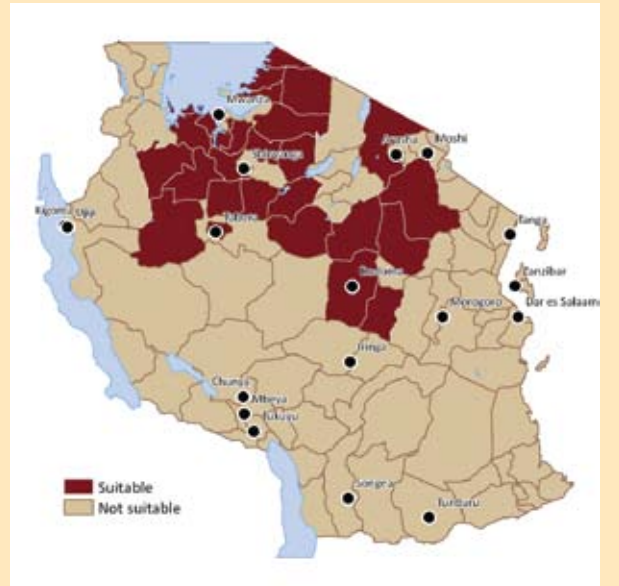 Mwanza
Shinyanga
Arusha
Moshi
Kigoma Ujiji
Tabora
Tanga
Dodoma
Zanzibar
Morogoro
Dar es Salaam
Iringa
Chunya
Mbeya
Tukuyu
Songea
Tunduru
Suitable
Not suitable